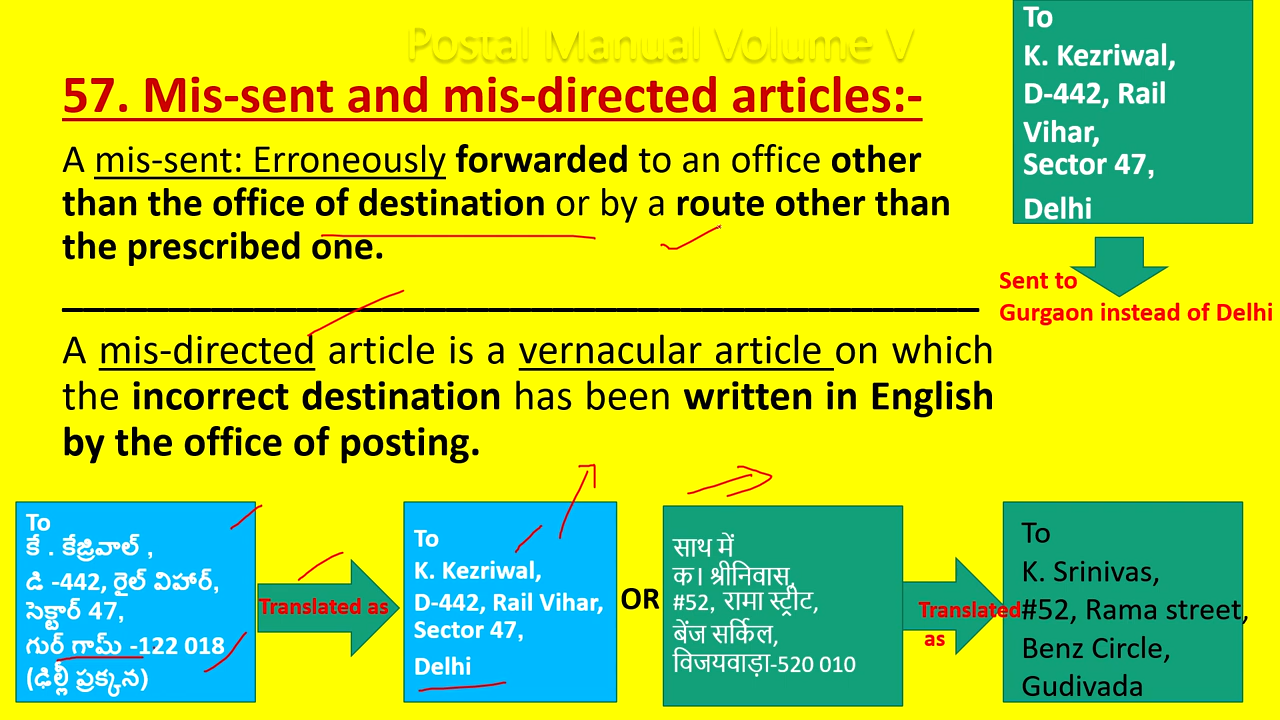 Postal Manual Volume V
57. Mis-sent and mis-directed articles:-
A mis-sent: Erroneously forwarded to an office other
than the office of destination or by a route other than
the prescribed one.
A mis-directed article is a vernacular article on which
the incorrect destination has been written in English
by the office of posting.
To
K. Kezriwal,
D-442, Rail
Vihar,
Sector 47,
Delhi
Sent to
Gurgaon instead of Delhi
To
కే . కేజ్రివాల్ ,
డి -442, రైల్ విహార్,
సెక్టార్ 47,
గుర్ గామ్ -122 018
(ఢిల్లీ ప్రక్కన)
Translated as
To
K. Kezriwal,
D-442, Rail Vihar,
Sector 47,
Delhi
OR
साथ में
क। श्रीनिवास,
#52, रामा स्ट्रीट,
बेंज सर्किल,
विजयवाड़ा-520 010
Translated
as
To
K. Srinivas,
#52, Rama street,
Benz Circle,
Gudivada